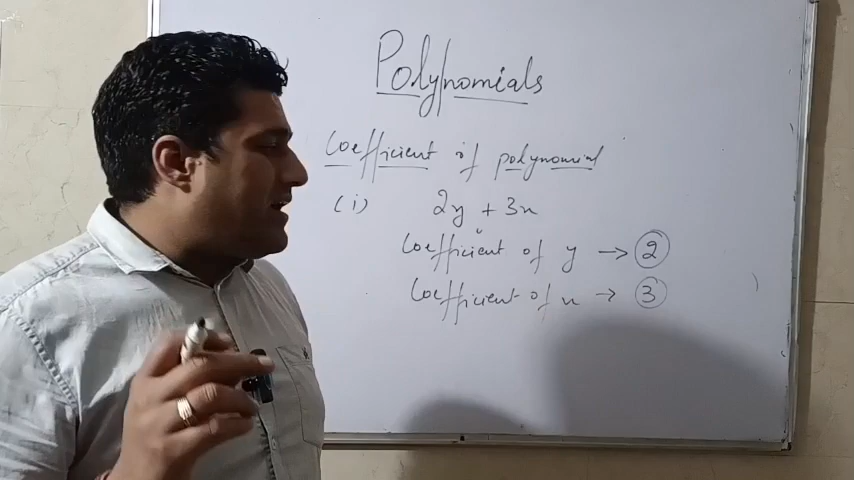 Polynomials
Coefficient of polynomial
(i) 2y + 3x
Coefficient of y → 2
Coefficient of x → 3